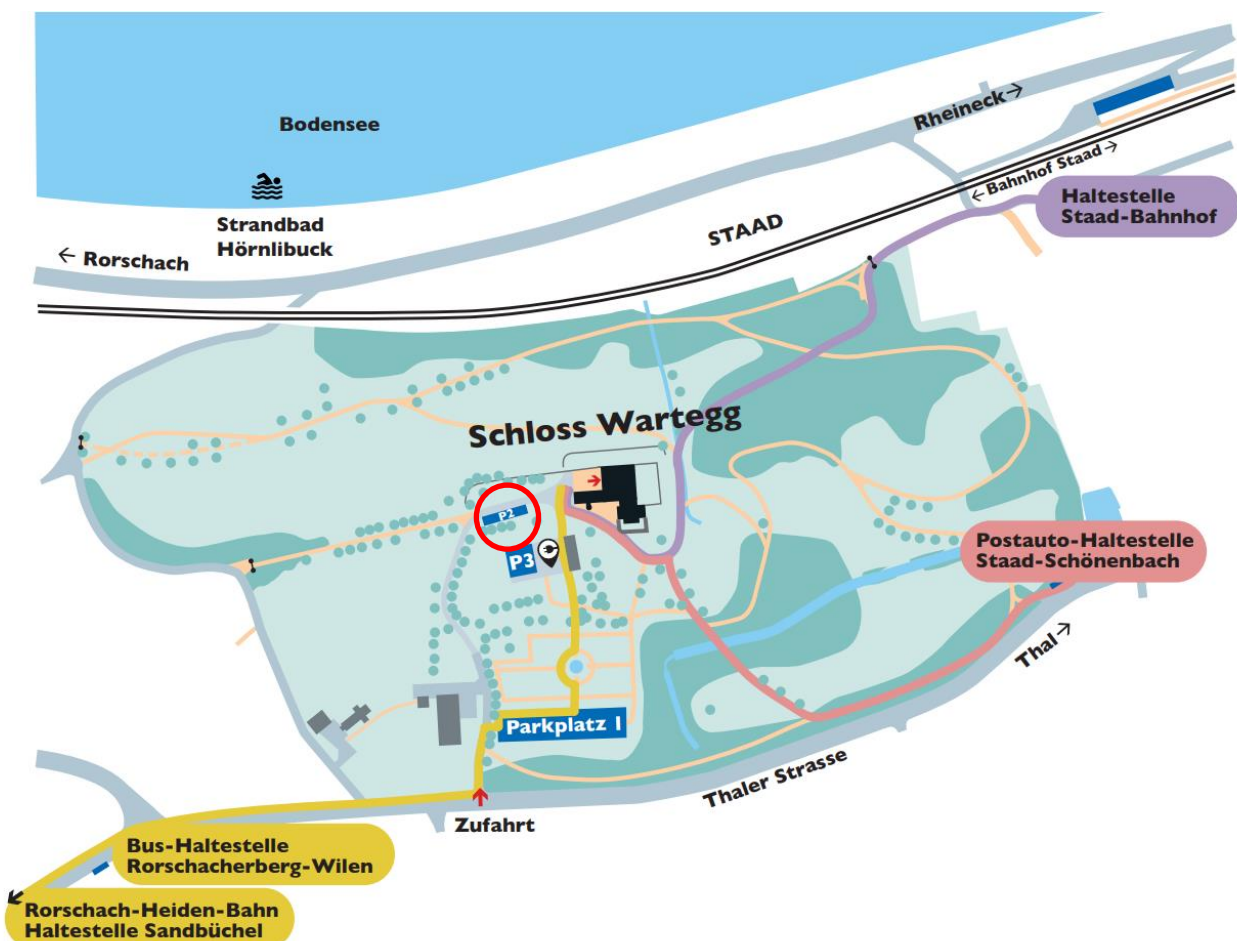 Rheineck →
Bodensee
← Bahnhof Staad →
Haltestelle
Staad-Bahnhof
Strandbad
Hörnlibuck
STAAD
← Rorschach
Schloss Wartegg
P2
P3
Postauto-Haltestelle
Staad-Schönenbach
Thal →
Parkplatz 1
Thaler Strasse
Zufahrt
Bus-Haltestelle
Rorschacherberg-Wilen
Rorschach-Heiden-Bahn
Haltestelle Sandbüchel